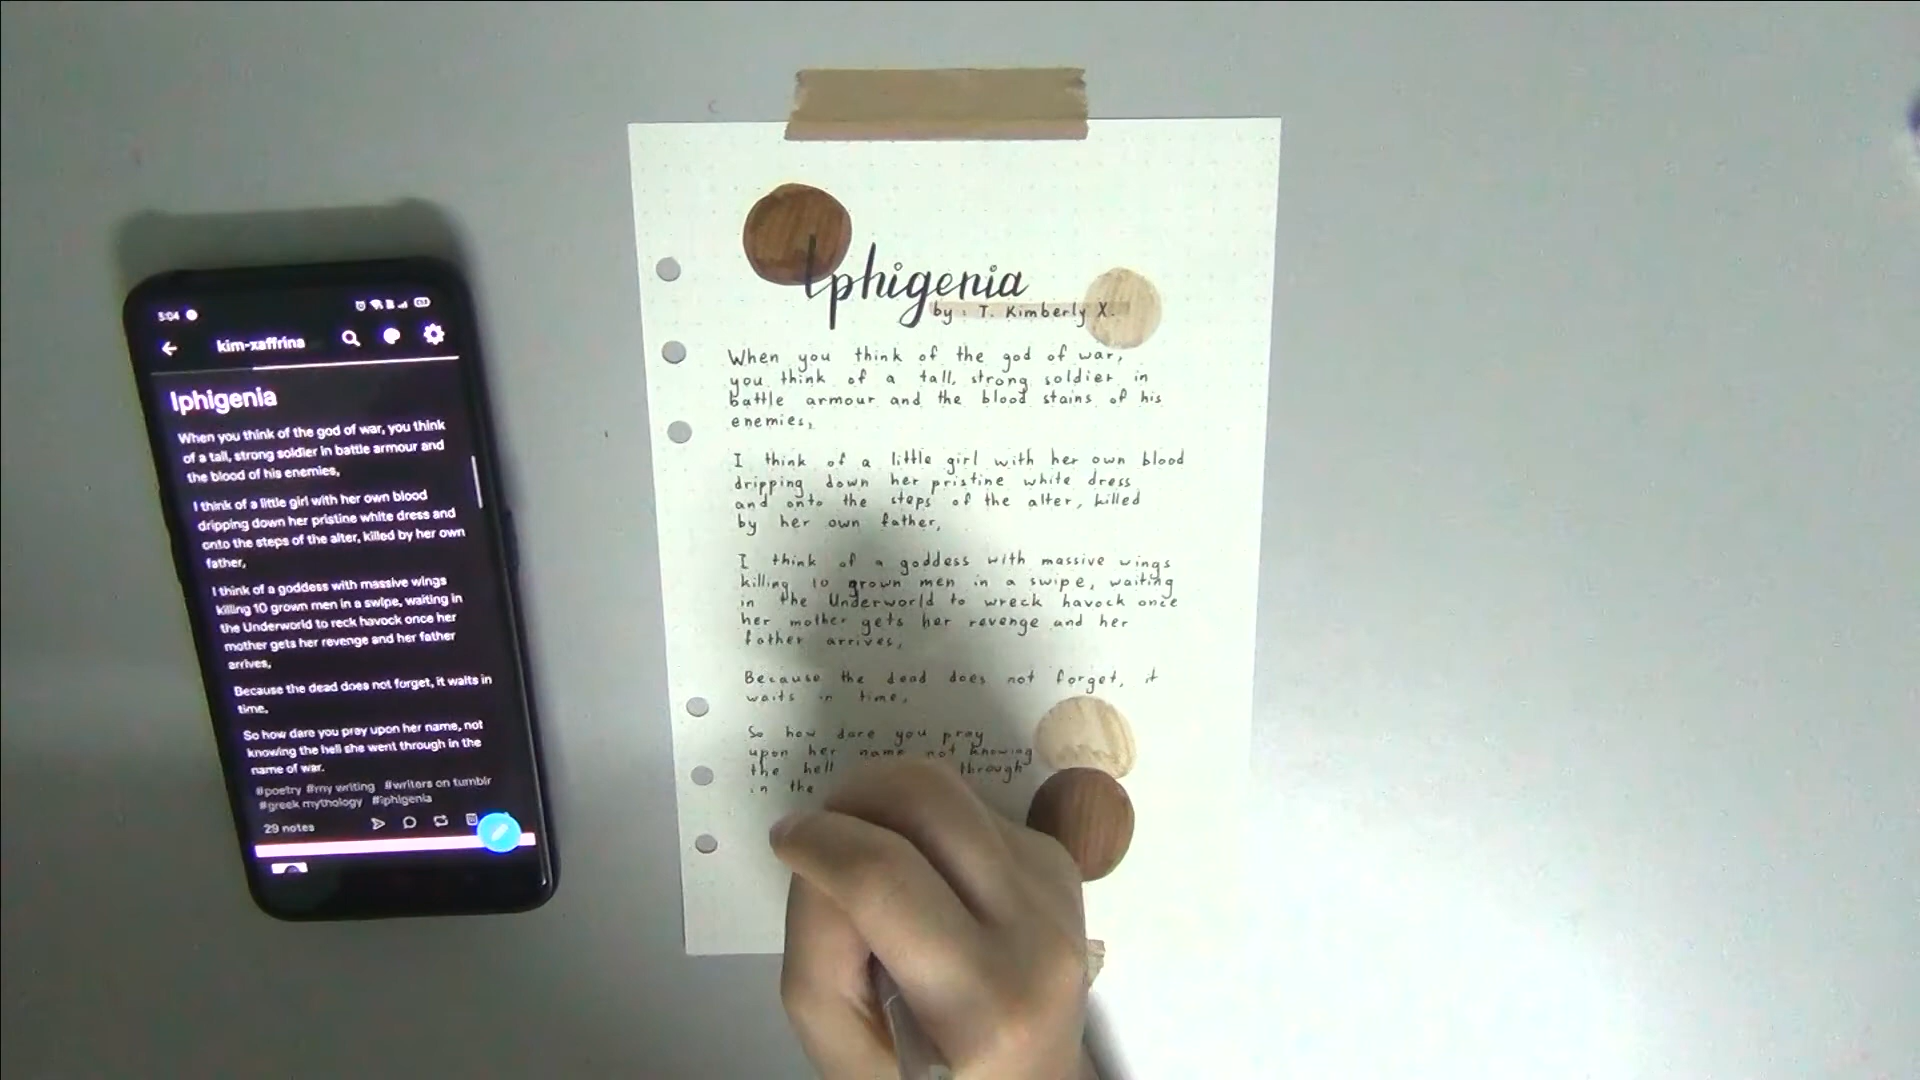 5:04
kim-xaffrina
Iphigenia
When you think of the god of war, you think
of a tall, strong soldier in battle armour and
the blood of his enemies,
I think of a little girl with her own blood
dripping down her pristine white dress and
onto the steps of the alter, killed by her own
father,
I think of a goddess with massive wings
killing 10 grown men in a swipe, waiting in
the Underworld to reck havock once her
mother gets her revenge and her father
arrives,
Because the dead does not forget, it waits in
time,
So how dare you pray upon her name, not
knowing the hell she went through in the
name of war.
#poetry #my writing #writers on tumblr
#greek mythology #iphigenia
29 notes
Iphigenia
by: T. Kimberly X.
When you think of the god of war,
you think of a tall, strong soldier in
battle armour and the blood stains of his
enemies,
I think of a little girl with her own blood
dripping down her pristine white dress
and onto the steps of the alter, killed
by her own father,
I think of a goddess with massive wings
killing 10 grown men in a swipe, waiting
in the Underworld to wreck havock once
her mother gets her revenge and her
father arrives,
Because the dead does not forget, it
waits in time,
So how dare you pray
upon her name not knowing
the hell through
in the